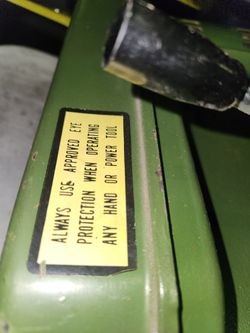 ALWAYS USE APPROVED EYE
PROTECTION WHEN OPERATING
ANY HAND OR POWER TOOL